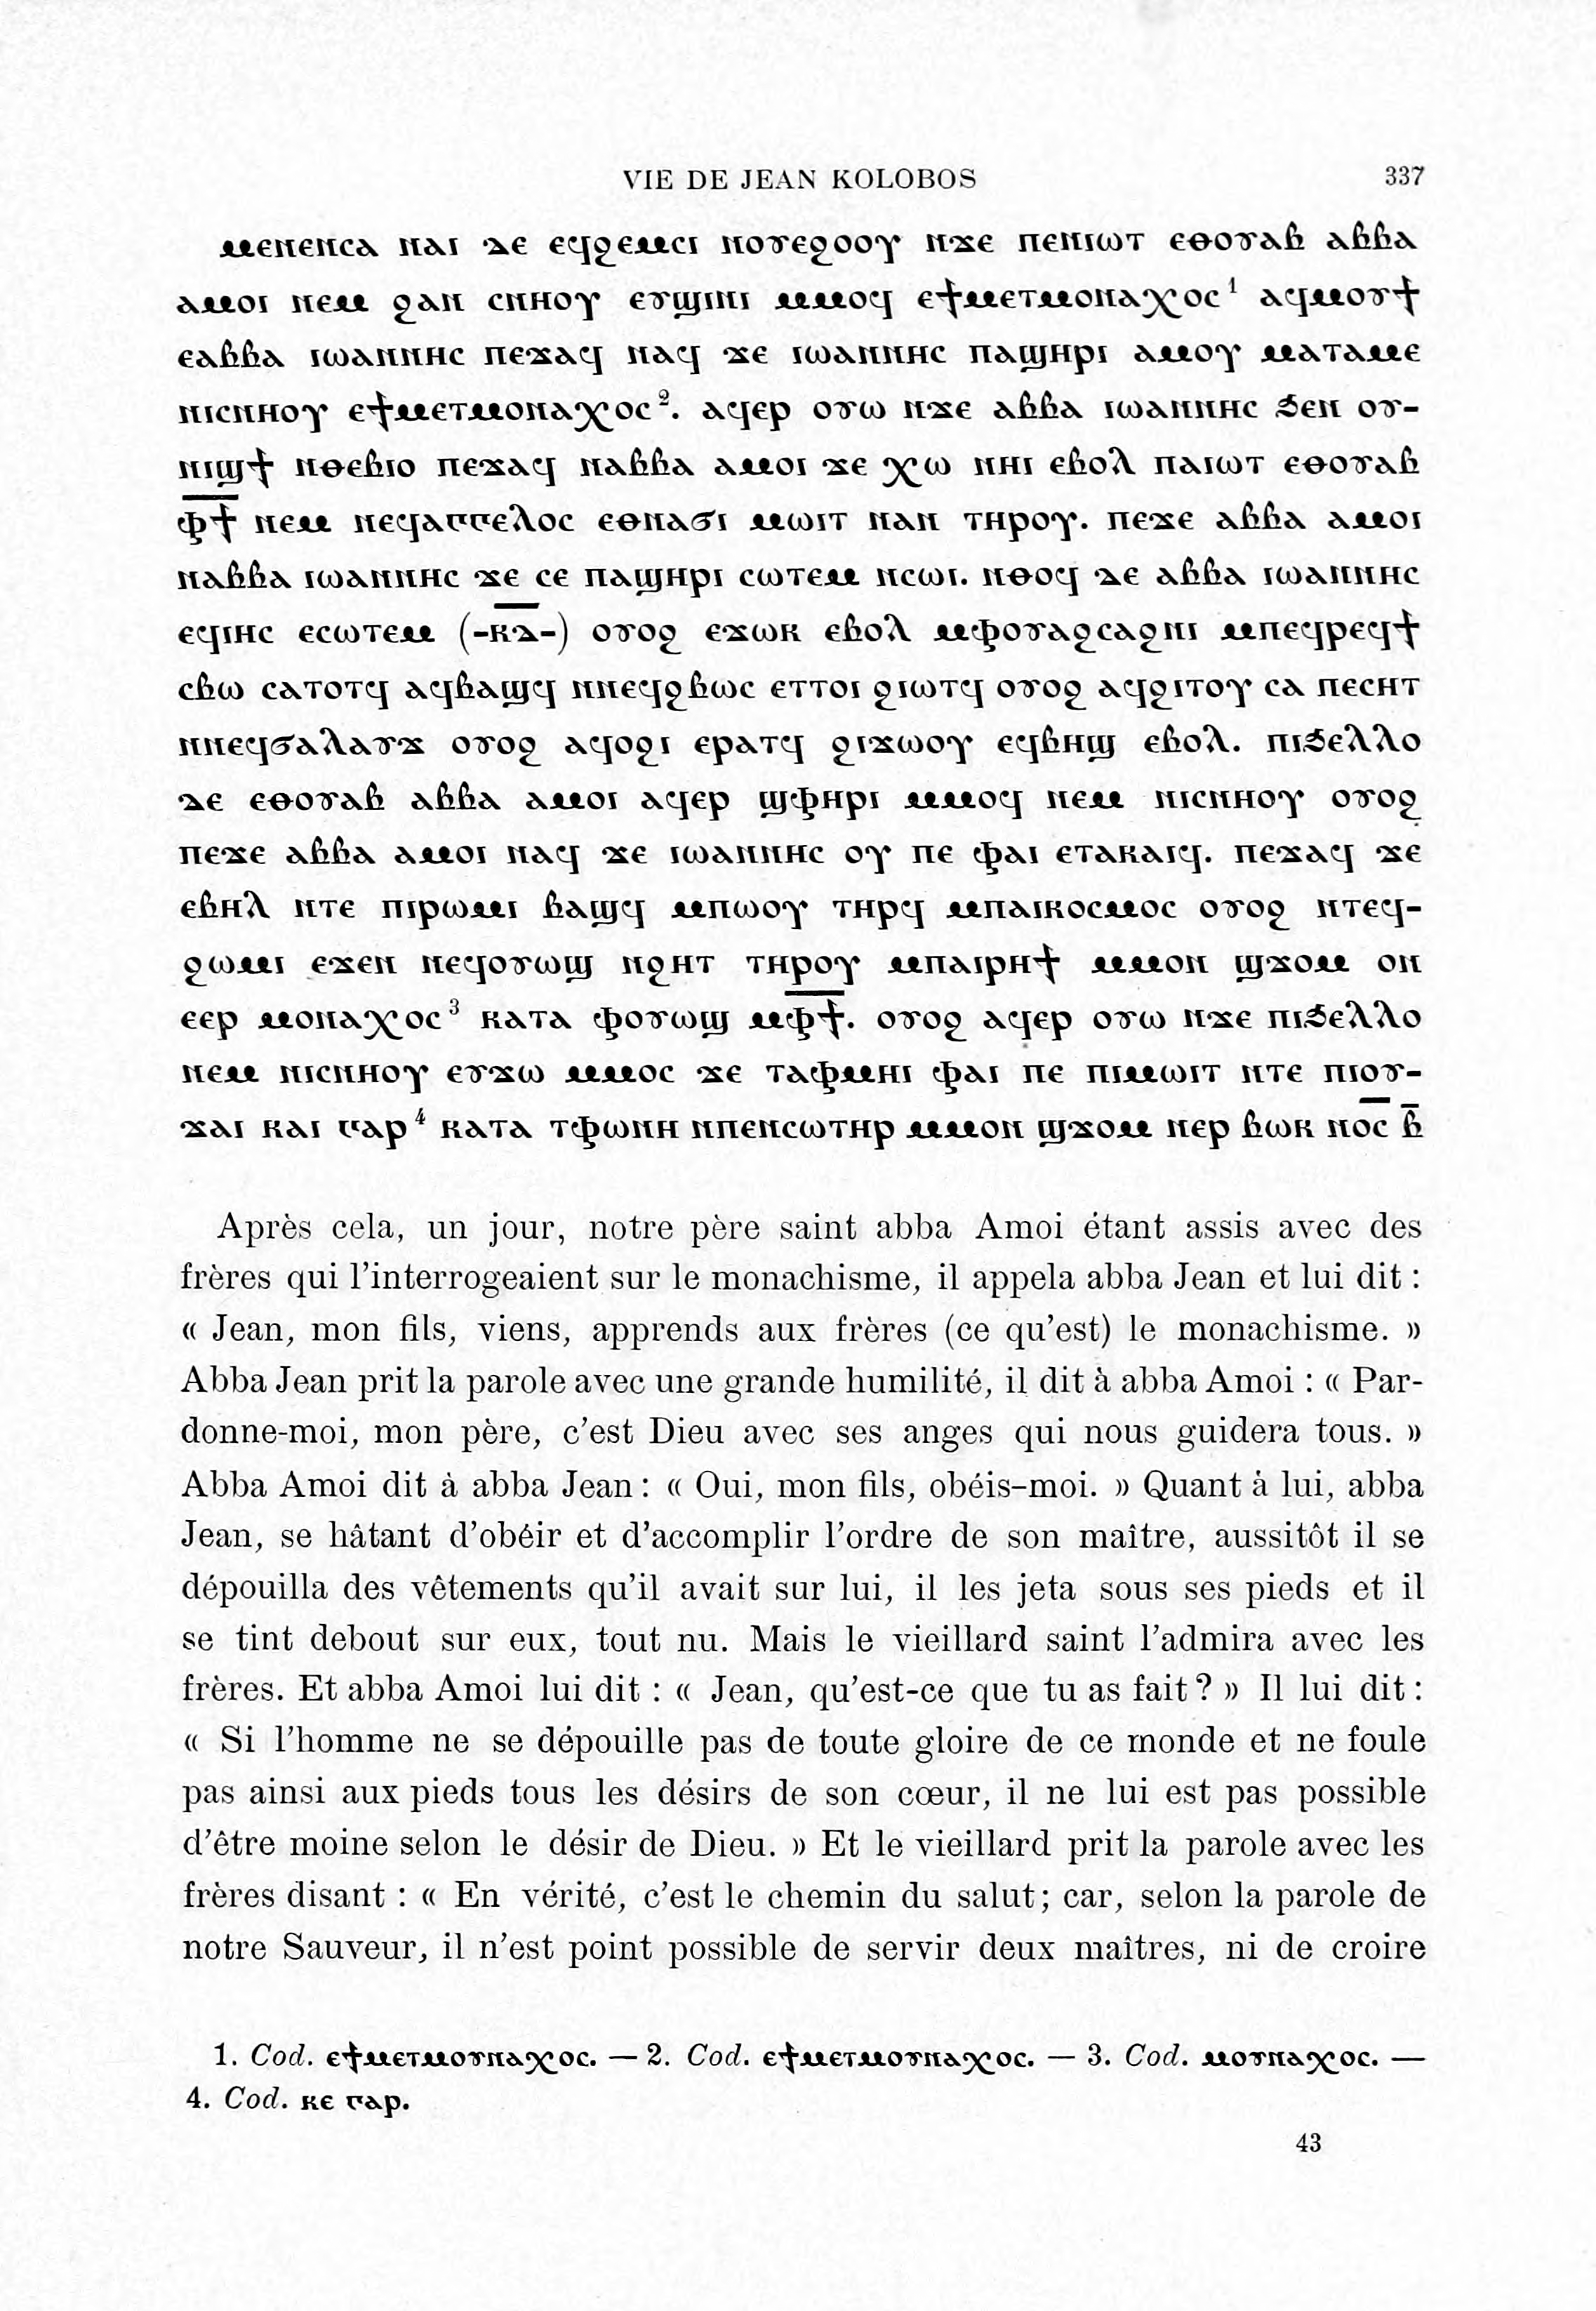 VIE DE JEAN KOLOBOS 337
ⲙⲉⲛⲉⲛⲥⲁ ⲛⲁⲓ ⲇⲉ ⲉϥϩⲉⲙⲥⲓ ⲛⲟⲩⲉϩⲟⲟⲩ ⲛϫⲉ ⲡⲉⲛⲓⲱⲧ ⲉⲑⲟⲩⲁⲃ ⲁⲃⲃⲁ
ⲁⲙⲟⲓ ⲛⲉⲙ ϩⲁⲛ ⲥⲛⲏⲟⲩ ⲉⲩϣⲓⲛⲓ ⲙⲙⲟϥ ⲉϯⲙⲉⲧⲙⲟⲛⲁⲭⲟⲥ¹ ⲁϥⲙⲟⲩϯ
ⲉⲁⲃⲃⲁ ⲓⲱⲁⲛⲛⲏⲥ ⲡⲉϫⲁϥ ⲛⲁϥ ϫⲉ ⲓⲱⲁⲛⲛⲏⲥ ⲡⲁϣⲏⲣⲓ ⲁⲙⲟⲩ ⲙⲁⲧⲁⲙⲉ
ⲛⲓⲥⲛⲏⲟⲩ ⲉϯⲙⲉⲧⲙⲟⲛⲁⲭⲟⲥ². ⲁϥⲉⲣ ⲟⲩⲱ ⲛϫⲉ ⲁⲃⲃⲁ ⲓⲱⲁⲛⲛⲏⲥ ϧⲉⲛ ⲟⲩ-
ⲛⲓϣϯ ⲛⲑⲉⲃⲓⲟ ⲡⲉϫⲁϥ ⲛⲁⲃⲃⲁ ⲁⲙⲟⲓ ϫⲉ ⲭⲱ ⲛⲏⲓ ⲉⲃⲟⲗ ⲡⲁⲓⲱⲧ ⲉⲑⲟⲩⲁⲃ
ⲫ̅ϯ̅ ⲛⲉⲙ ⲛⲉϥⲁⲅⲅⲉⲗⲟⲥ ⲉⲑⲛⲁϭⲓ ⲙⲱⲓⲧ ⲛⲁⲛ ⲧⲏⲣⲟⲩ. ⲡⲉϫⲉ ⲁⲃⲃⲁ ⲁⲙⲟⲓ
ⲛⲁⲃⲃⲁ ⲓⲱⲁⲛⲛⲏⲥ ϫⲉ ⲥⲉ ⲡⲁϣⲏⲣⲓ ⲥⲱⲧⲉⲙ ⲛⲥⲱⲓ. ⲛⲑⲟϥ ⲇⲉ ⲁⲃⲃⲁ ⲓⲱⲁⲛⲛⲏⲥ
ⲉϥⲓⲏⲥ ⲉⲥⲱⲧⲉⲙ (-ⲕ̅ⲇ̅-) ⲟⲩⲟϩ ⲉϫⲱⲕ ⲉⲃⲟⲗ ⲙⲫⲟⲩⲁϩⲥⲁϩⲛⲓ ⲙⲡⲉϥⲣⲉϥϯ
ⲥⲃⲱ ⲥⲁⲧⲟⲧϥ ⲁϥⲃⲁϣϥ ⲛⲛⲉϥϩⲃⲱⲥ ⲉⲧⲧⲟⲓ ϩⲓⲱⲧϥ ⲟⲩⲟϩ ⲁϥϩⲓⲧⲟⲩ ⲥⲁ ⲡⲉⲥⲏⲧ
ⲛⲛⲉϥϭⲁⲗⲁⲩϫ ⲟⲩⲟϩ ⲁϥⲟϩⲓ ⲉⲣⲁⲧϥ ϩⲓϫⲱⲟⲩ ⲉϥⲃⲏϣ ⲉⲃⲟⲗ. ⲡⲓϧⲉⲗⲗⲟ
ⲇⲉ ⲉⲑⲟⲩⲁⲃ ⲁⲃⲃⲁ ⲁⲙⲟⲓ ⲁϥⲉⲣ ϣⲫⲏⲣⲓ ⲙⲙⲟϥ ⲛⲉⲙ ⲛⲓⲥⲛⲏⲟⲩ ⲟⲩⲟϩ
ⲡⲉϫⲉ ⲁⲃⲃⲁ ⲁⲙⲟⲓ ⲛⲁϥ ϫⲉ ⲓⲱⲁⲛⲛⲏⲥ ⲟⲩ ⲡⲉ ⲫⲁⲓ ⲉⲧⲁⲕⲁⲓϥ. ⲡⲉϫⲁϥ ϫⲉ
ⲉⲃⲏⲗ ⲛⲧⲉ ⲡⲓⲣⲱⲙⲓ ⲃⲁϣϥ ⲙⲡⲱⲟⲩ ⲧⲏⲣϥ ⲙⲡⲁⲓⲕⲟⲥⲙⲟⲥ ⲟⲩⲟϩ ⲛⲧⲉϥ-
ϩⲱⲙⲓ ⲉϫⲉⲛ ⲛⲉϥⲟⲩⲱϣ ⲛϩⲏⲧ ⲧⲏⲣⲟⲩ ⲙⲡⲁⲓⲣⲏϯ ⲙⲙⲟⲛ ϣϫⲟⲙ ⲟⲛ
ⲉⲉⲣ ⲙⲟⲛⲁⲭⲟⲥ³ ⲕⲁⲧⲁ ⲫⲟⲩⲱϣ ⲙⲫ̅ϯ̅. ⲟⲩⲟϩ ⲁϥⲉⲣ ⲟⲩⲱ ⲛϫⲉ ⲡⲓϧⲉⲗⲗⲟ
ⲛⲉⲙ ⲛⲓⲥⲛⲏⲟⲩ ⲉⲩϫⲱ ⲙⲙⲟⲥ ϫⲉ ⲧⲁⲫⲙⲏⲓ ⲫⲁⲓ ⲡⲉ ⲡⲓⲙⲱⲓⲧ ⲛⲧⲉ ⲡⲓⲟⲩ-
ϫⲁⲓ ⲕⲁⲓ ⲅⲁⲣ⁴ ⲕⲁⲧⲁ ⲧⲫⲱⲛⲏ ⲛⲡⲉⲛⲥⲱⲧⲏⲣ ⲙⲙⲟⲛ ϣϫⲟⲙ ⲛⲉⲣ ⲃⲱⲕ ⲛⲟ̅ⲥ̅ ⲃ̅
Après cela, un jour, notre père saint abba Amoi étant assis avec des
frères qui l'interrogeaient sur le monachisme, il appela abba Jean et lui dit :
« Jean, mon fils, viens, apprends aux frères (ce qu'est) le monachisme. »
Abba Jean prit la parole avec une grande humilité, il dit à abba Amoi : « Par-
donne-moi, mon père, c'est Dieu avec ses anges qui nous guidera tous. »
Abba Amoi dit à abba Jean : « Oui, mon fils, obéis-moi. » Quant à lui, abba
Jean, se hâtant d'obéir et d'accomplir l'ordre de son maître, aussitôt il se
dépouilla des vêtements qu'il avait sur lui, il les jeta sous ses pieds et il
se tint debout sur eux, tout nu. Mais le vieillard saint l'admira avec les
frères. Et abba Amoi lui dit : « Jean, qu'est-ce que tu as fait ? » Il lui dit :
« Si l'homme ne se dépouille pas de toute gloire de ce monde et ne foule
pas ainsi aux pieds tous les désirs de son cœur, il ne lui est pas possible
d'être moine selon le désir de Dieu. » Et le vieillard prit la parole avec les
frères disant : « En vérité, c'est le chemin du salut; car, selon la parole de
notre Sauveur, il n'est point possible de servir deux maîtres, ni de croire
1. Cod. ⲉϯⲙⲉⲧⲙⲟⲩⲛⲁⲭⲟⲥ. — 2. Cod. ⲉϯⲙⲉⲧⲙⲟⲩⲛⲁⲭⲟⲥ. — 3. Cod. ⲙⲟⲩⲛⲁⲭⲟⲥ. —
4. Cod. ⲕⲉ ⲅⲁⲣ.
43